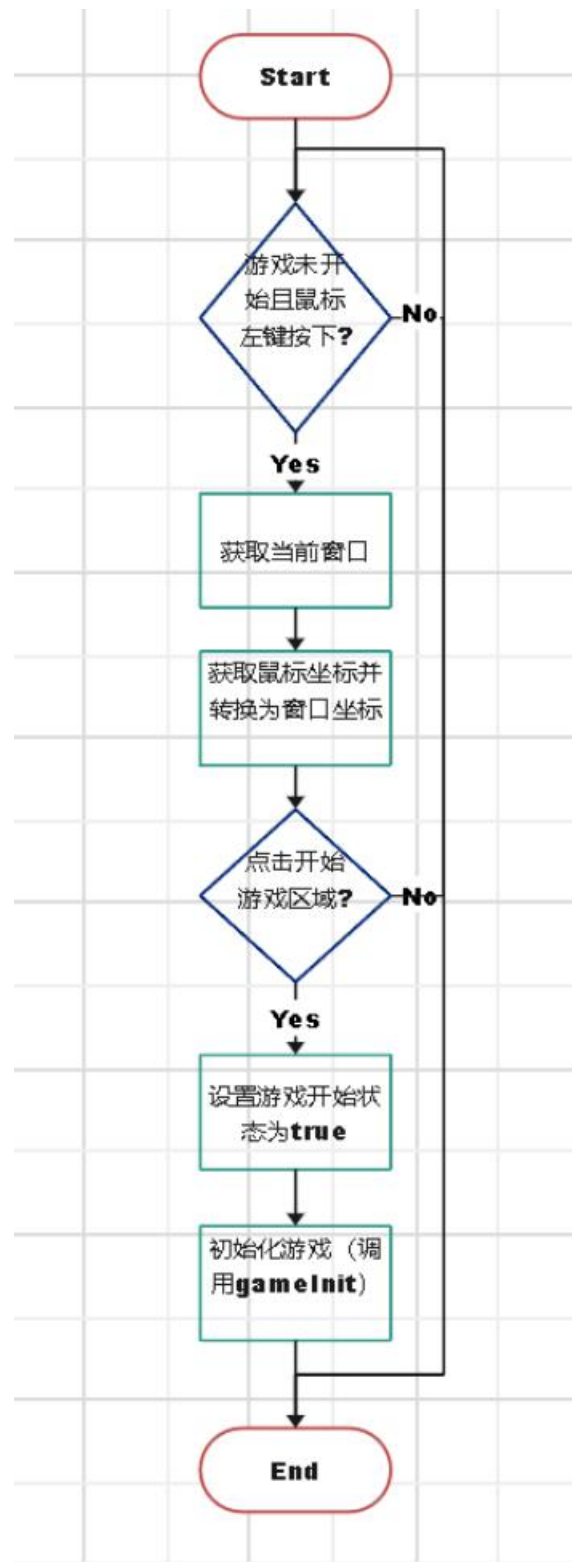 Start
游戏未开
始且鼠标
左键按下?
No
Yes
获取当前窗口
获取鼠标坐标并
转换为窗口坐标
点击开始
游戏区域?
No
Yes
设置游戏开始状
态为true
初始化游戏（调
用gameInit）
End